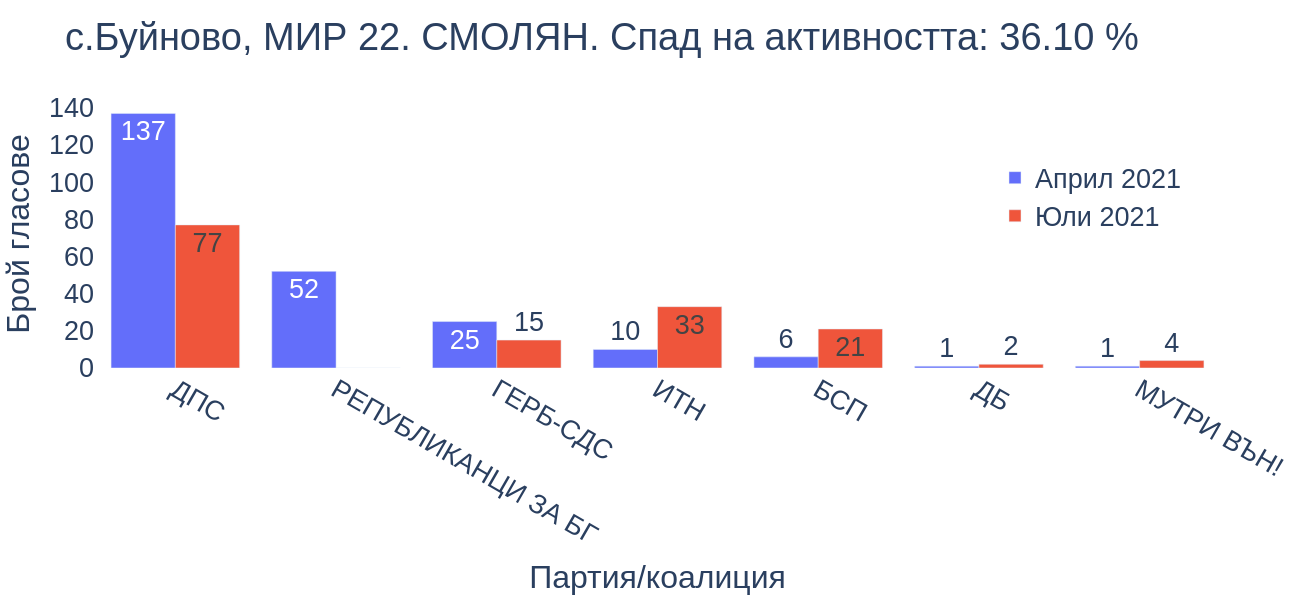 с.Буйново, МИР 22. СМОЛЯН. Спад на активността: 36.10 %
Брой гласове
140
120
100
80
60
40
20
0
137
77
52
25
15
10
33
6
21
1
2
1
4
Април 2021
Юли 2021
ДПС
РЕПУБЛИКАНЦИ ЗА БГ
ГЕРБ-СДС
ИТН
БСП
ДБ
МУТРИ ВЪН!
Партия/коалиция